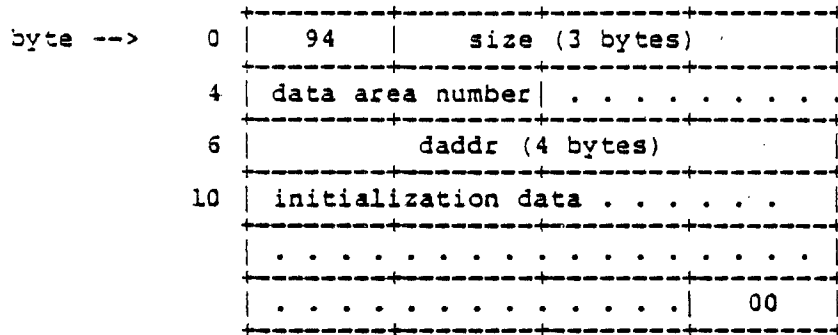 byte --> 0 | 94 | size (3 bytes) |
4 | data area number| . . . . . . . . .
6 | daddr (4 bytes) |
10 | initialization data . . . . . . |
| . . . . . . . . . . . . . . . . . . . |
| . . . . . . . . . . . . . . | 00 |